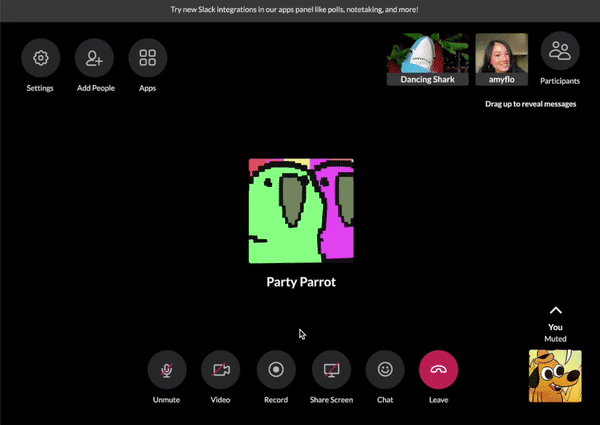 Try new Slack integrations in our apps panel like polls, notetaking, and more!
Settings
Add People
Apps
Dancing Shark
amyflo
Participants
Drag up to reveal messages
Party Parrot
You
Muted
Unmute
Video
Record
Share Screen
Chat
Leave